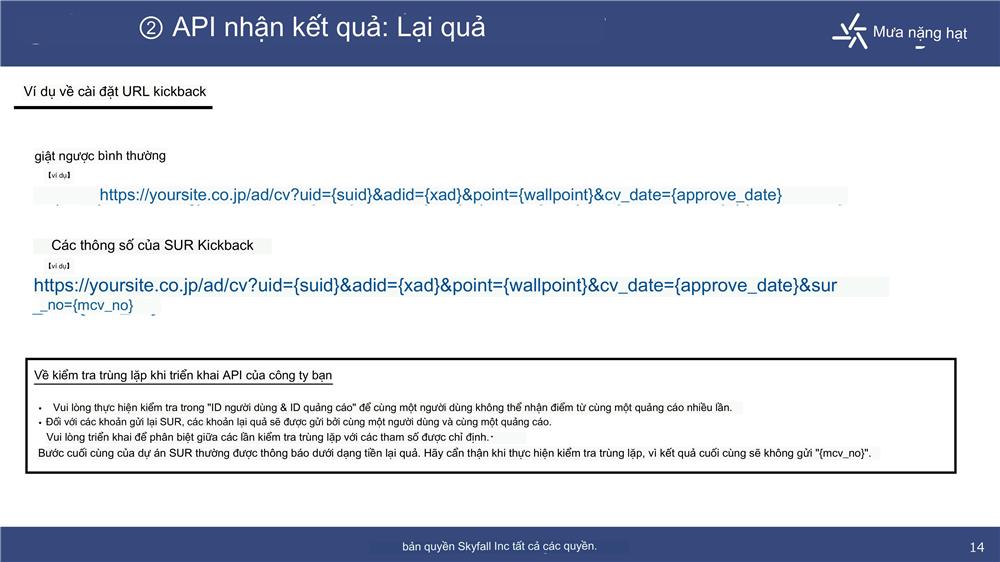 ② API nhận kết quả: Lại quả
Mưa nặng hạt
Ví dụ về cài đặt URL kickback
giật ngược bình thường
【ví dụ】
https://yoursite.co.jp/ad/cv?uid={suid}&adid={xad}&point={wallpoint}&cv_date={approve_date}
Các thông số của SUR Kickback
【ví dụ】
https://yoursite.co.jp/ad/cv?uid={suid}&adid={xad}&point={wallpoint}&cv_date={approve_date}&sur
_no={mcv_no}
Về kiểm tra trùng lặp khi triển khai API của công ty bạn
• Vui lòng thực hiện kiểm tra trong "ID người dùng & ID quảng cáo" để cùng một người dùng không thể nhận điểm từ cùng một quảng cáo nhiều lần.
• Đối với các khoản gửi lại SUR, các khoản lại quả sẽ được gửi bởi cùng một người dùng và cùng một quảng cáo.
Vui lòng triển khai để phân biệt giữa các lần kiểm tra trùng lặp với các tham số được chỉ định.·
Bước cuối cùng của dự án SUR thường được thông báo dưới dạng tiền lại quả. Hãy cẩn thận khi thực hiện kiểm tra trùng lặp, vì kết quả cuối cùng sẽ không gửi "{mcv_no}".
bản quyền Skyfall Inc tất cả các quyền.
14